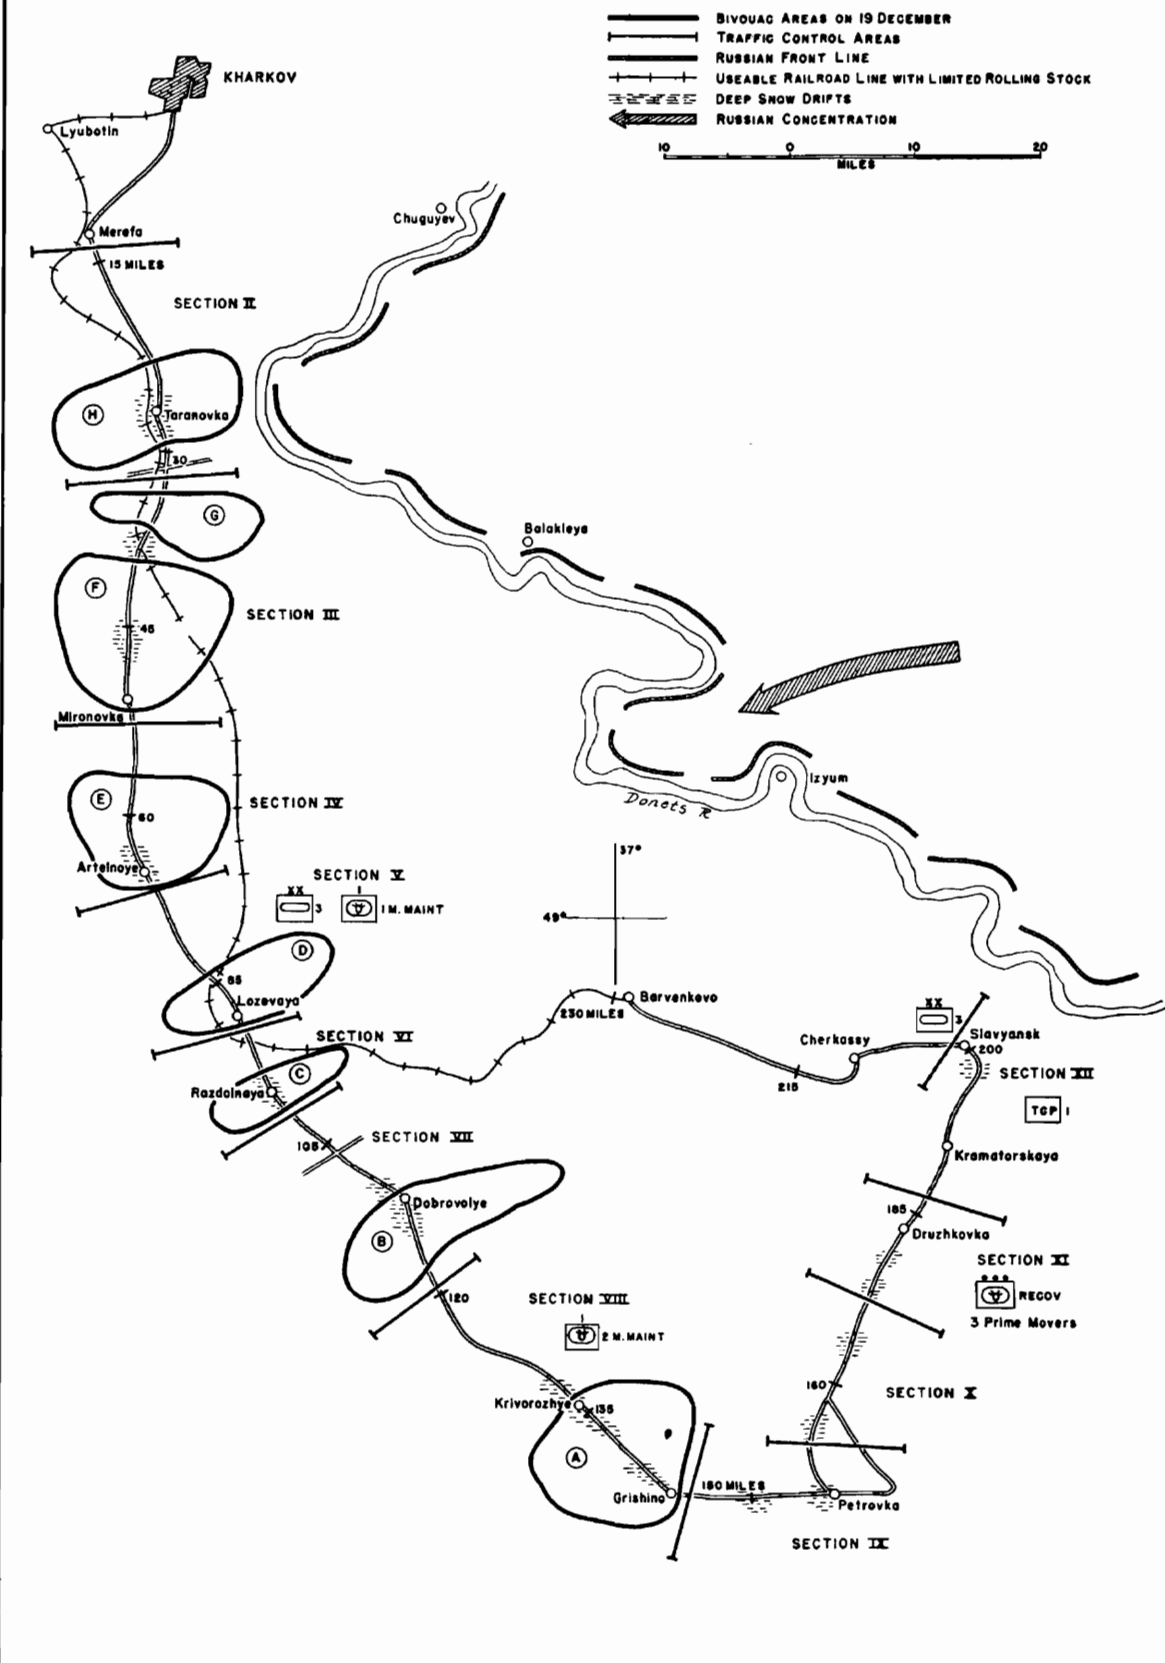 BIVOUAC AREAS ON 19 DECEMBER
TRAFFIC CONTROL AREAS
RUSSIAN FRONT LINE
USEABLE RAILROAD LINE WITH LIMITED ROLLING STOCK
DEEP SNOW DRIFTS
RUSSIAN CONCENTRATION
10 0 10 20
MILES
KHARKOV
Lyubotin
Chuguyev
Merefa
15 MILES
SECTION II
H
Taranovka
30
G
Balakleya
F
SECTION III
45
Mironovka
Izyum
E
SECTION IV
Donets R
60
37°
Artelnoye
SECTION V
XX
3
I
1 M. MAINT
49°
D
85
Lozovaya
Barvenkovo
230 MILES
XX
3
SECTION VI
Cherkassy
Slavyansk
200
C
215
SECTION XII
Razdolnaya
TCP 1
105
SECTION VII
Kramatorskaya
Dobrovolye
185
B
Druzhkovka
SECTION XI
120
SECTION VIII
RECOV
I
2 M. MAINT
3 Prime Movers
160
SECTION X
Krivorozhye
135
A
150 MILES
Grishino
Petrovka
SECTION IX